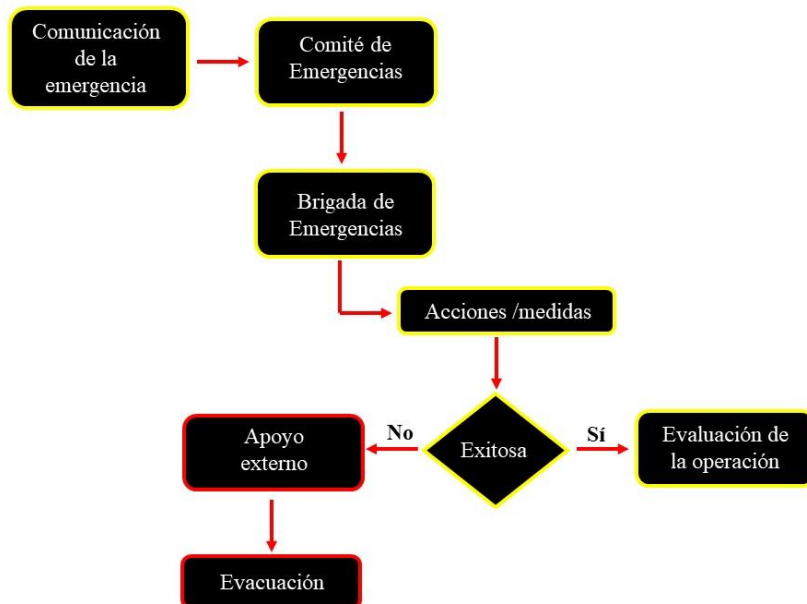 Comunicación
de la
emergencia
Comité de
Emergencias
Brigada de
Emergencias
Acciones /medidas
Exitosa
No
Sí
Apoyo
externo
Evaluación de
la operación
Evacuación